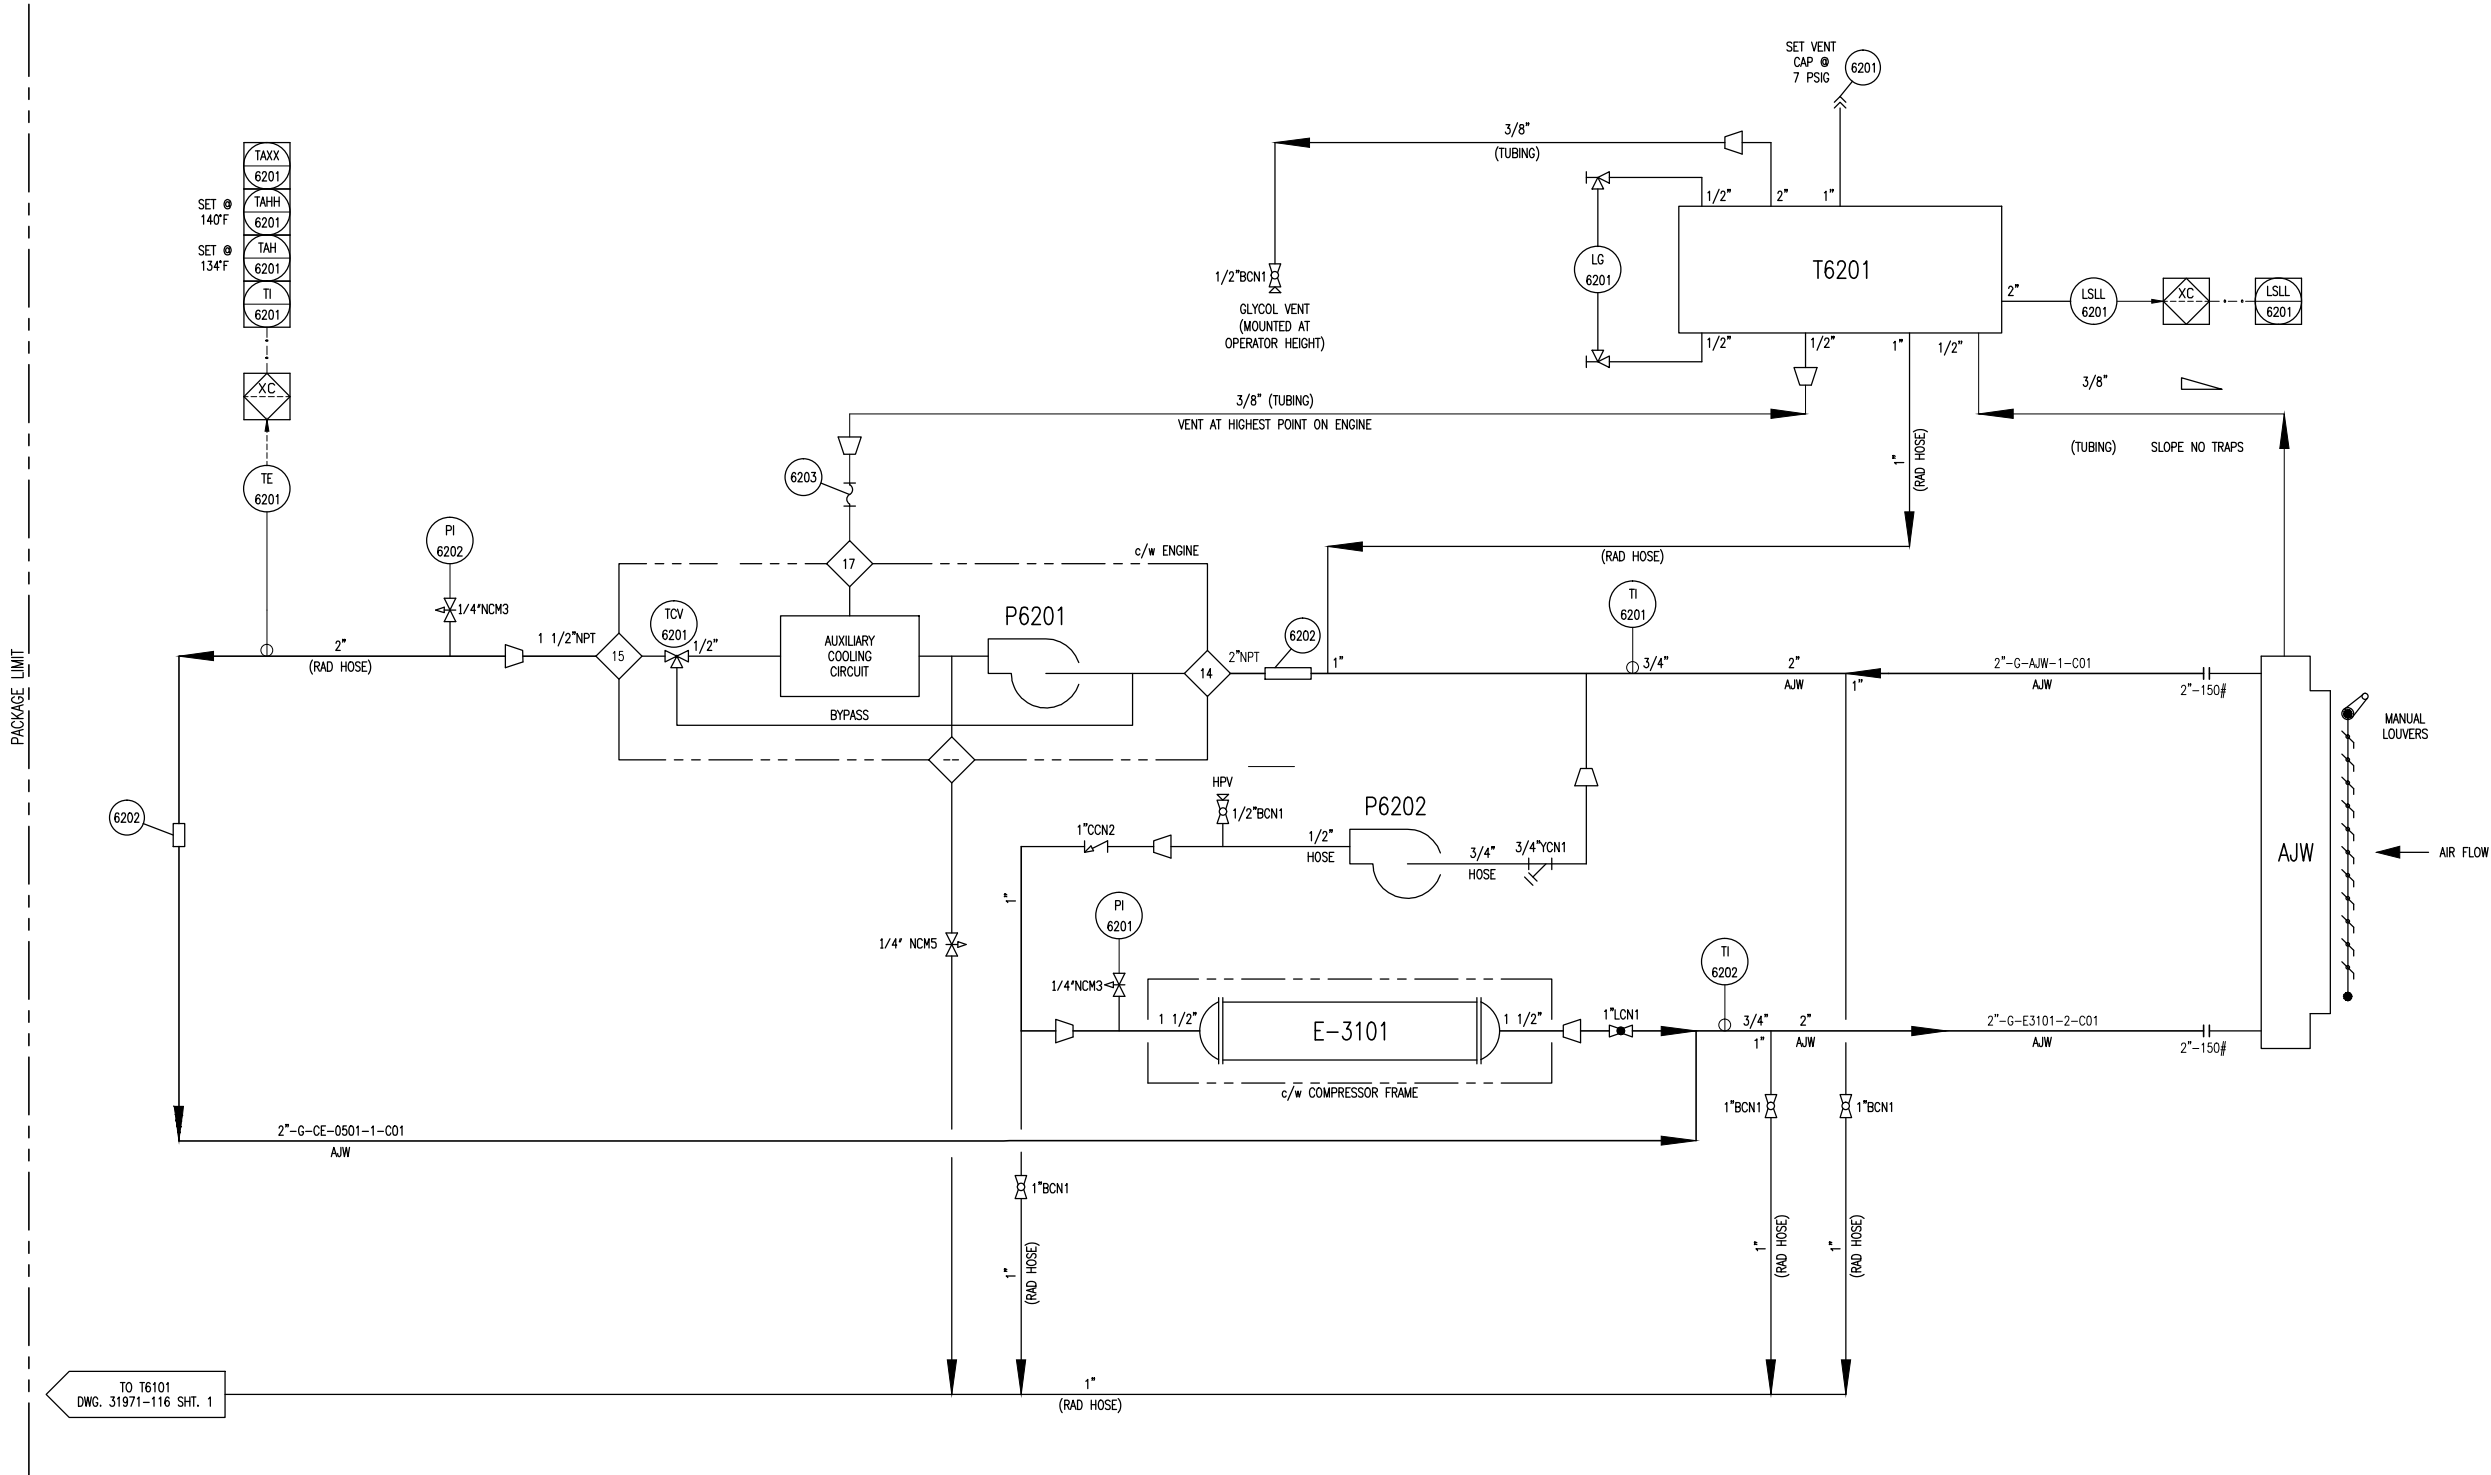 SET VENT
CAP @
7 PSIG
6201
3/8"
(TUBING)
TAXX
6201
SET @
140°F
TAHH
6201
SET @
134°F
TAH
6201
TI
6201
XC
TE
6201
1/2"
2"
1"
LG
6201
T6201
1/2"BCN1
GLYCOL VENT
(MOUNTED AT
OPERATOR HEIGHT)
2"
LSLL
6201
XC
LSLL
6201
1/2"
1/2"
1"
1/2"
3/8"
3/8" (TUBING)
VENT AT HIGHEST POINT ON ENGINE
(TUBING)
SLOPE NO TRAPS
1"
(RAD HOSE)
6203
PI
6202
1/4"NCM3
17
c/w ENGINE
(RAD HOSE)
PACKAGE LIMIT
2"
(RAD HOSE)
1 1/2"NPT
15
TCV
6201
1/2"
AUXILIARY
COOLING
CIRCUIT
P6201
BYPASS
14
2"NPT
6202
1"
TI
6201
3/4"
2"
AJW
1"
2"-G-AJW-1-C01
AJW
2"-150#
MANUAL
LOUVERS
--
HPV
1/2"BCN1
P6202
6202
1"CCN2
1/2"
HOSE
3/4"
HOSE
3/4"YCN1
AJW
AIR FLOW
1"
PI
6201
1/4"NCM3
1/4" NCM5
1 1/2"
E-3101
1 1/2"
1"LCN1
TI
6202
3/4"
1"
2"
AJW
2"-G-E3101-2-C01
AJW
2"-150#
c/w COMPRESSOR FRAME
1"BCN1
1"BCN1
2"-G-CE-0501-1-C01
AJW
1"BCN1
1"
(RAD HOSE)
1"
(RAD HOSE)
1"
(RAD HOSE)
TO T6101
DWG. 31971-116 SHT. 1
1"
(RAD HOSE)